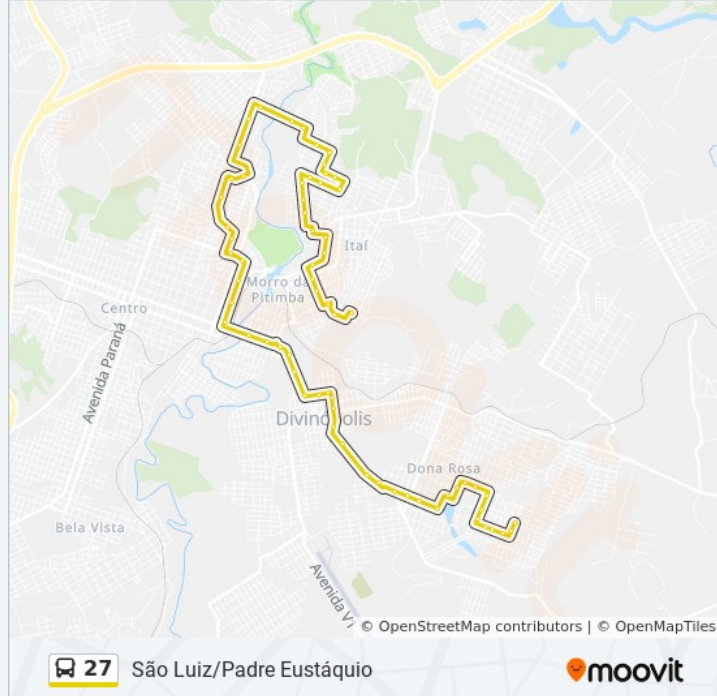 Itaí
Morro da
Pitimba
Centro
Avenida Paraná
Divinópolis
Dona Rosa
Bela Vista
Avenida V1
© OpenStreetMap contributors | © OpenMapTiles
27 São Luiz/Padre Eustáquio
moovit